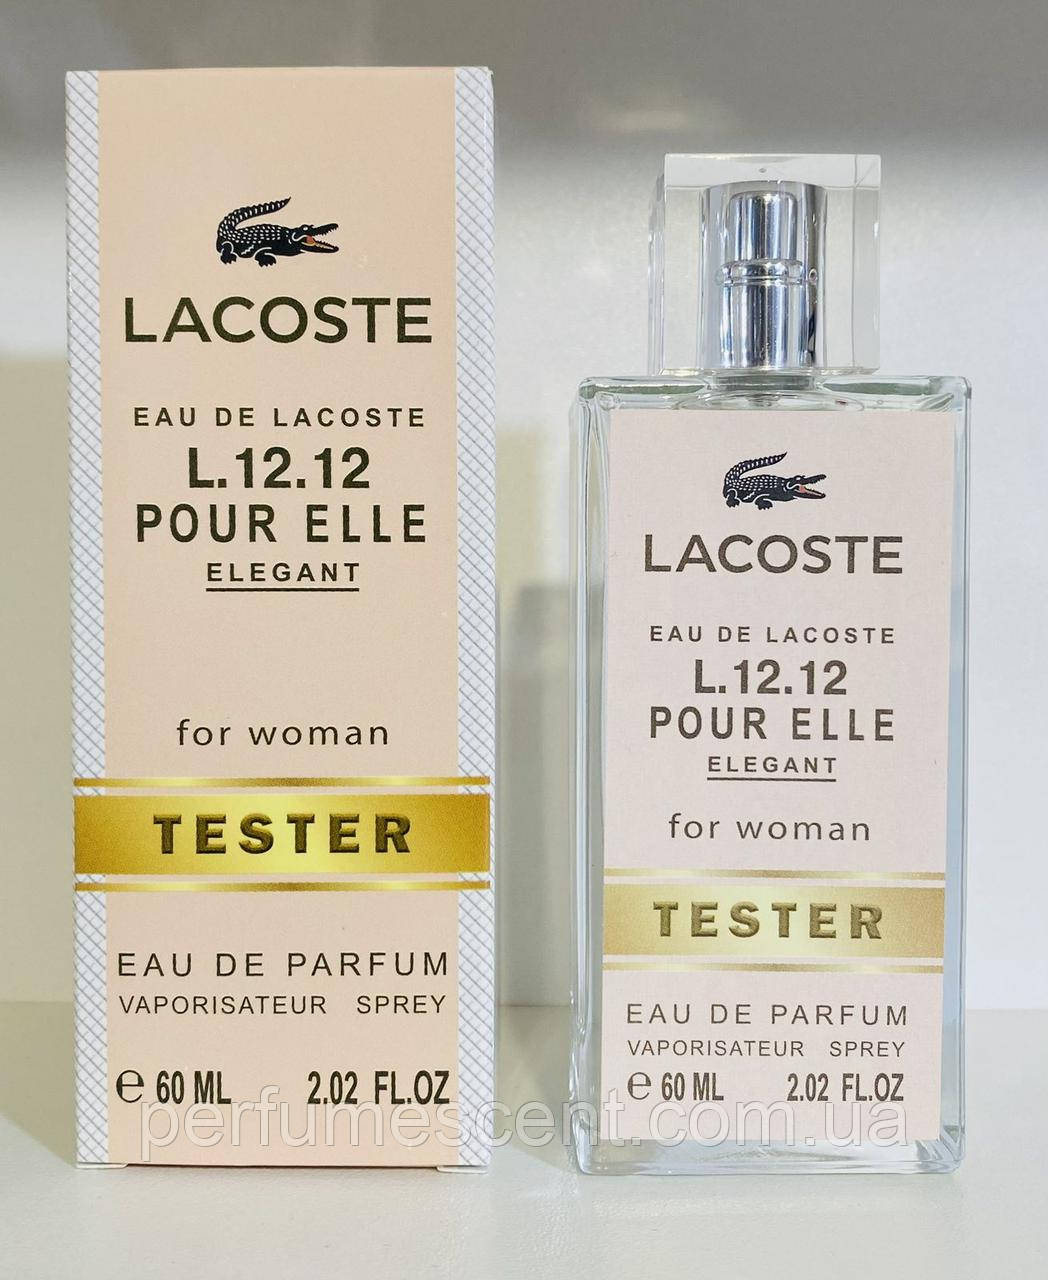 LACOSTE
EAU DE LACOSTE
L.12.12
POUR ELLE
ELEGANT
for woman
TESTER
EAU DE PARFUM
VAPORISATEUR SPREY
e 60 ML 2.02 FL.OZ
LACOSTE
EAU DE LACOSTE
L.12.12
POUR ELLE
ELEGANT
for woman
TESTER
EAU DE PARFUM
VAPORISATEUR SPREY
e 60 ML 2.02 FL.OZ
perfumescent.com.ua